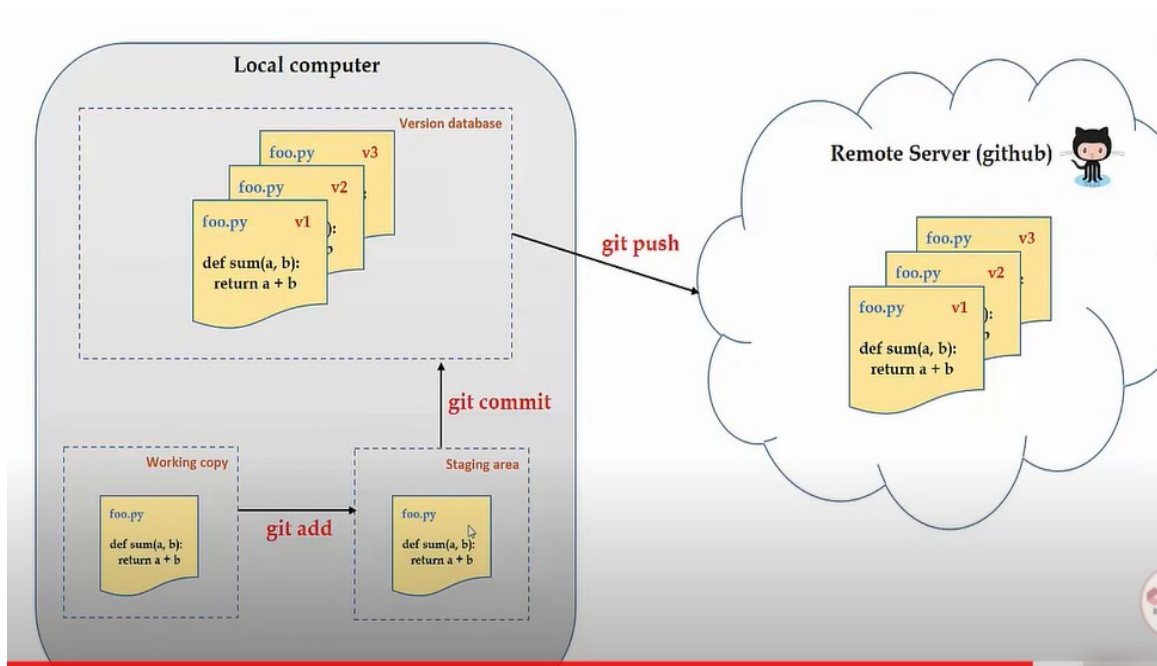 Local computer
Version database
foo.py v3
:
foo.py v2
):
b
foo.py v1
def sum(a, b):
return a + b
git push
Remote Server (github)
foo.py v3
:
foo.py v2
):
b
foo.py v1
def sum(a, b):
return a + b
git commit
Working copy
foo.py
def sum(a, b):
return a + b
git add
Staging area
foo.py
def sum(a, b):
return a + b